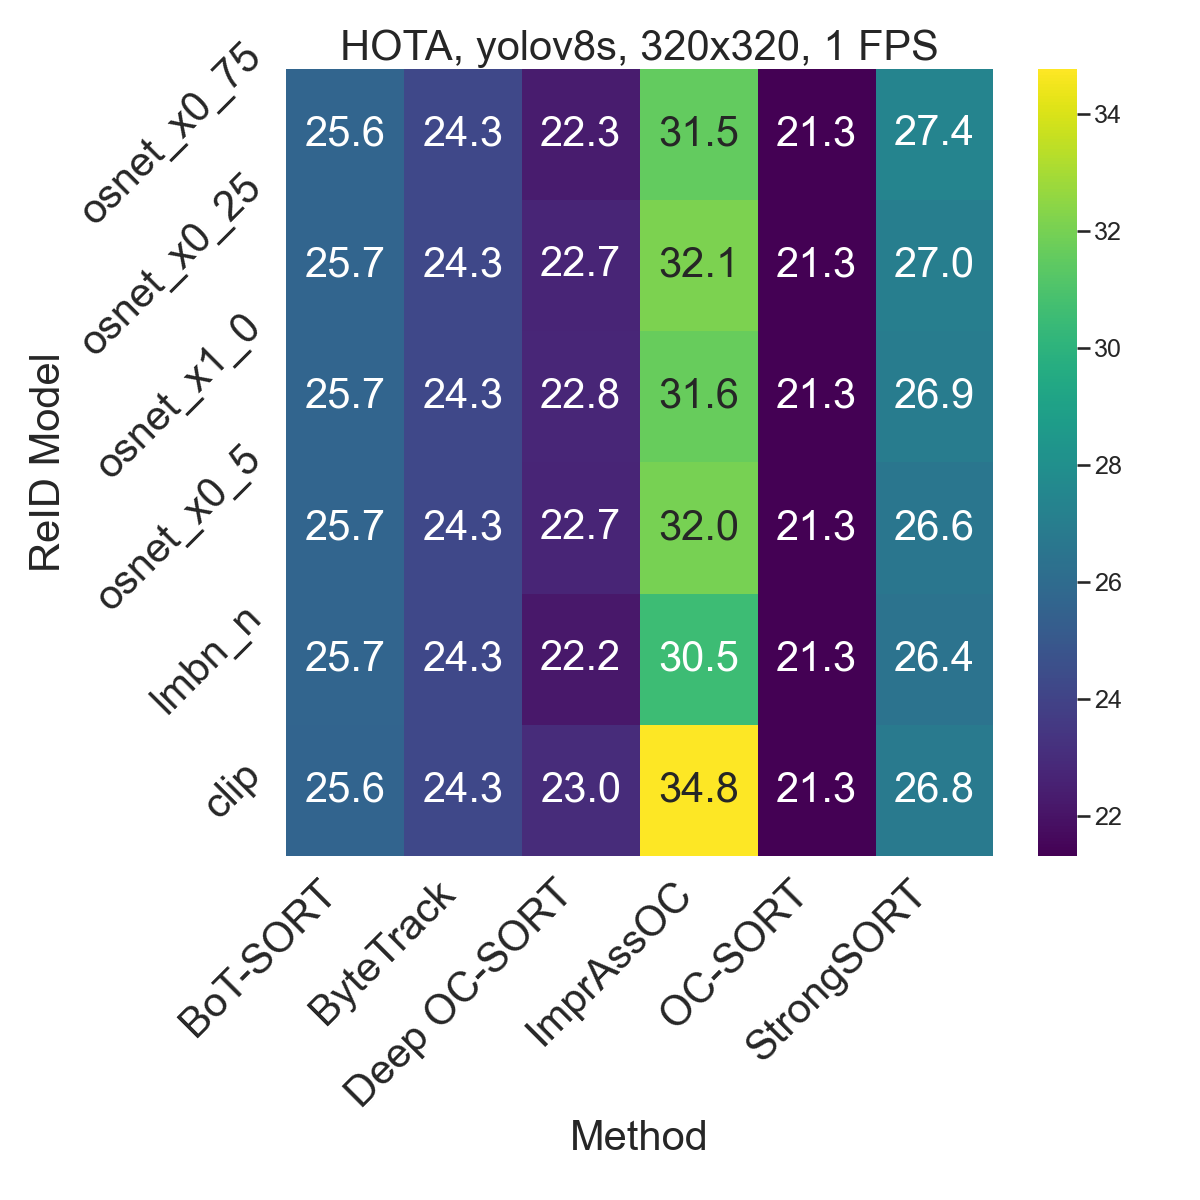 HOTA, yolov8s, 320x320, 1 FPS
ReID Model
osnet_x0_75 25.6 24.3 22.3 31.5 21.3 27.4
osnet_x0_25 25.7 24.3 22.7 32.1 21.3 27.0
osnet_x1_0 25.7 24.3 22.8 31.6 21.3 26.9
osnet_x0_5 25.7 24.3 22.7 32.0 21.3 26.6
lmbn_n 25.7 24.3 22.2 30.5 21.3 26.4
clip 25.6 24.3 23.0 34.8 21.3 26.8
BoT-SORT ByteTrack Deep OC-SORT ImprAssOC OC-SORT StrongSORT
Method
34
32
30
28
26
24
22